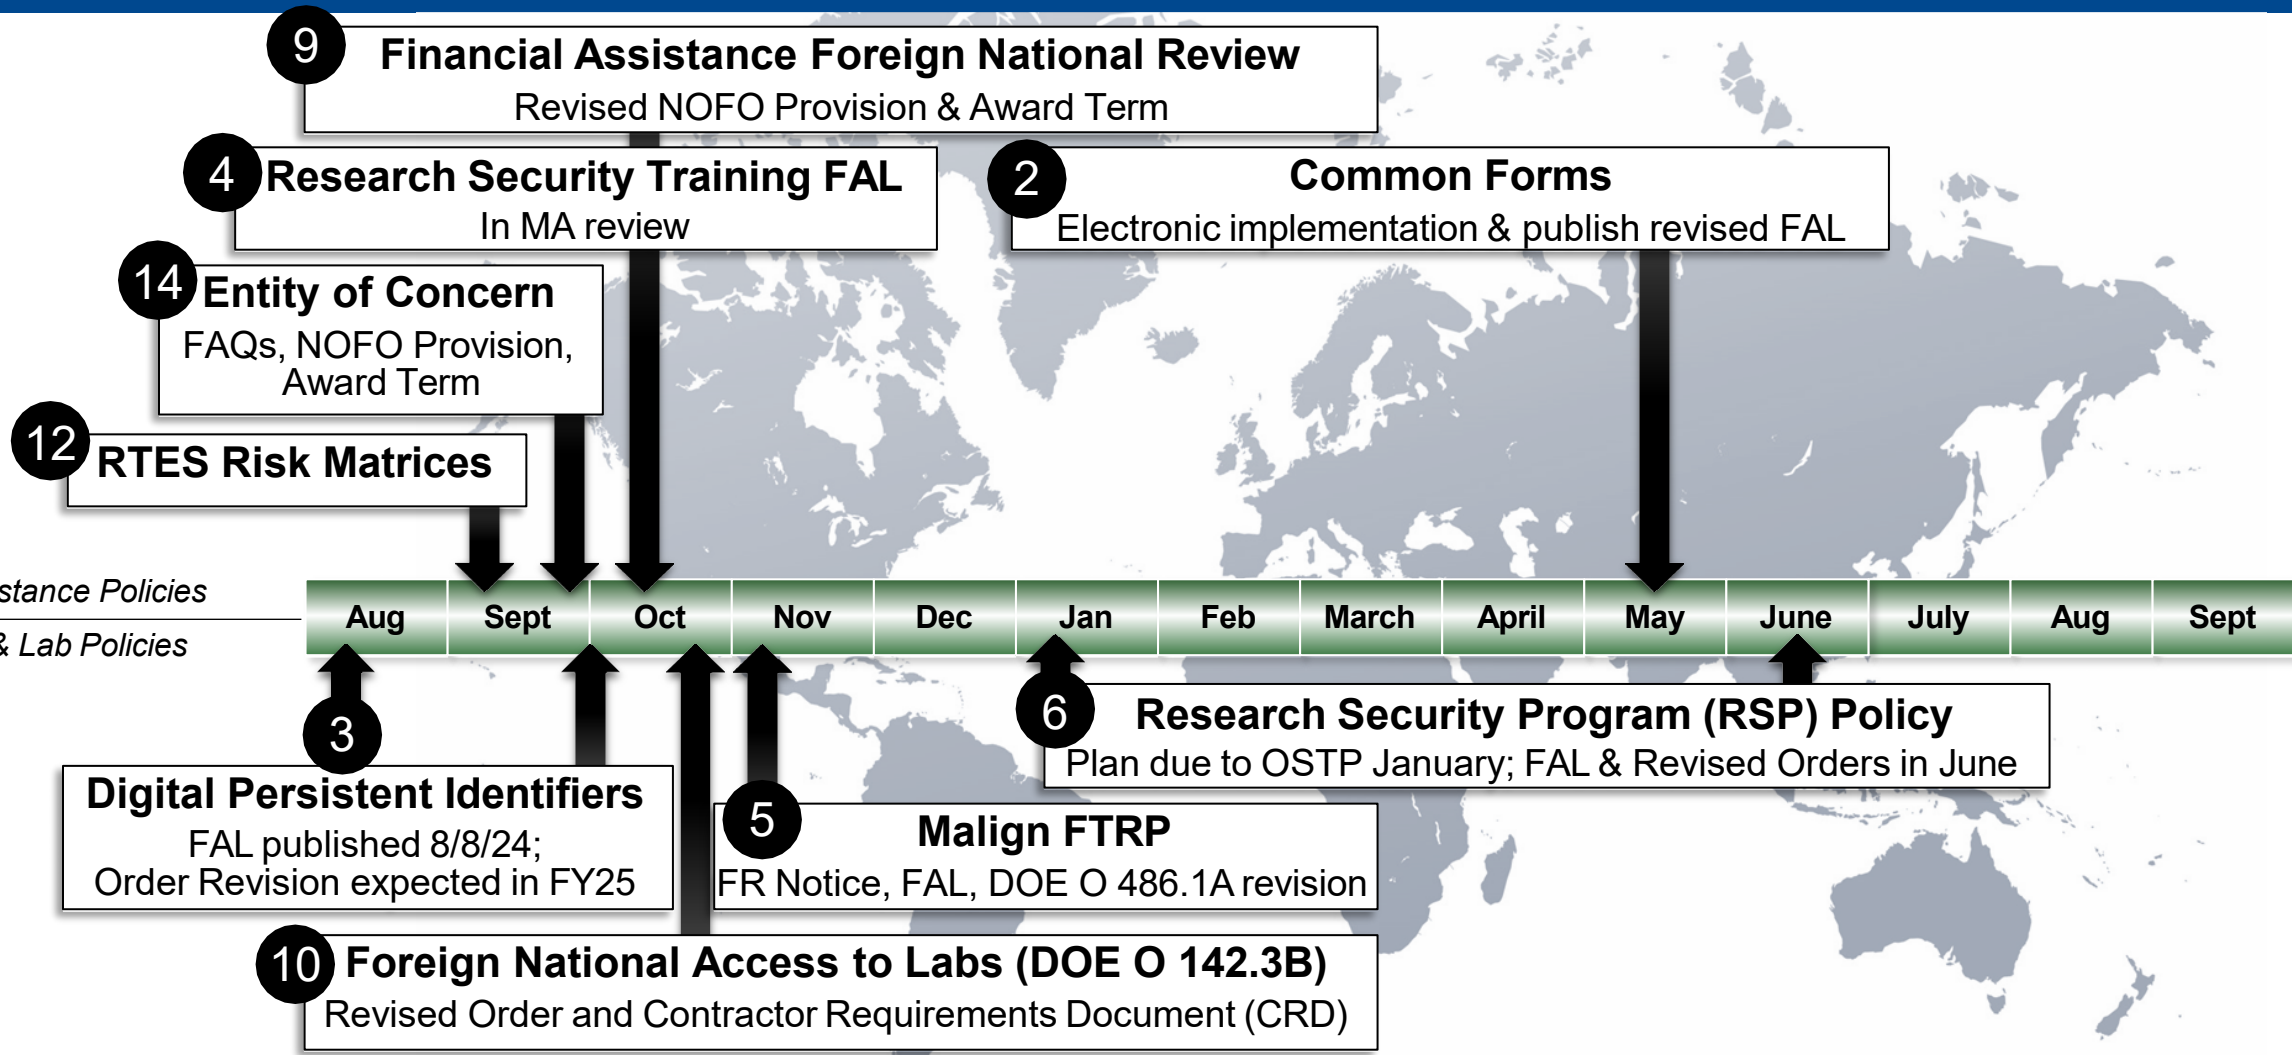 9
Financial Assistance Foreign National Review
Revised NOFO Provision & Award Term
4
Research Security Training FAL
In MA review
2
Common Forms
Electronic implementation & publish revised FAL
14
Entity of Concern
FAQs, NOFO Provision,
Award Term
12
RTES Risk Matrices
stance Policies
& Lab Policies
Aug Sept Oct Nov Dec Jan Feb March April May June July Aug Sept
3
Digital Persistent Identifiers
FAL published 8/8/24;
Order Revision expected in FY25
6
Research Security Program (RSP) Policy
Plan due to OSTP January; FAL & Revised Orders in June
5
Malign FTRP
FR Notice, FAL, DOE O 486.1A revision
10
Foreign National Access to Labs (DOE O 142.3B)
Revised Order and Contractor Requirements Document (CRD)